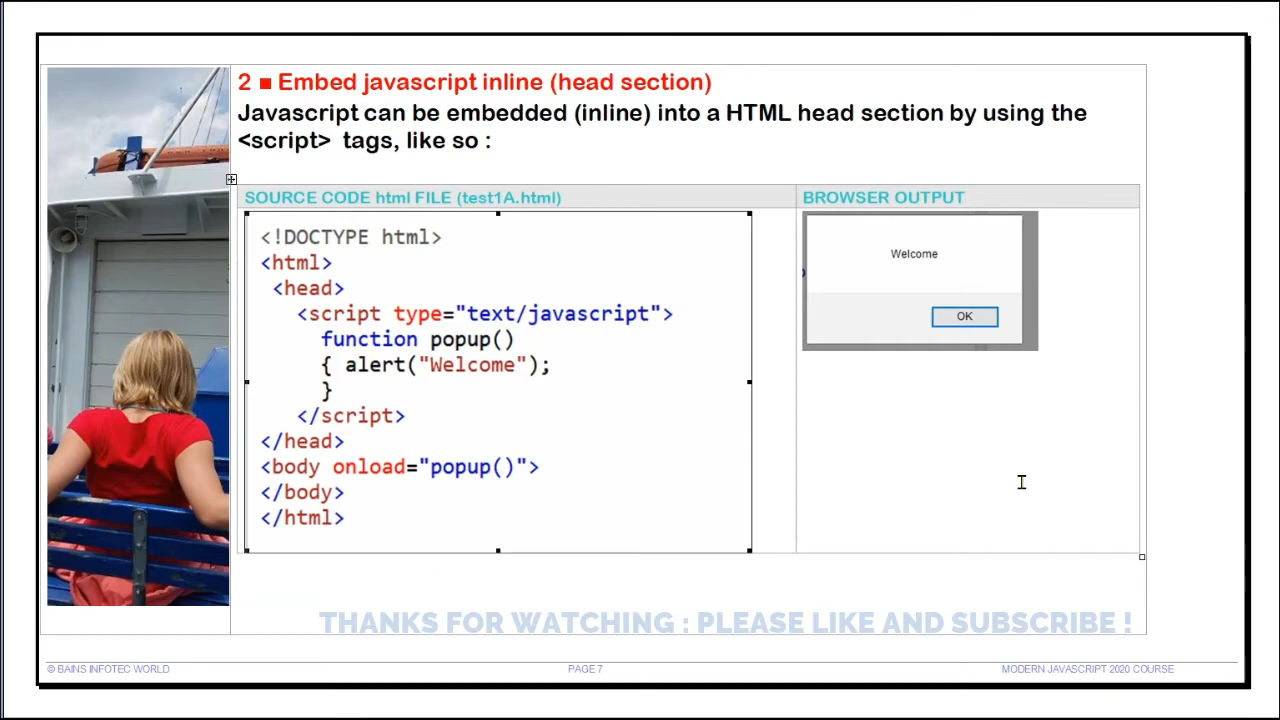 2 ■ Embed javascript inline (head section)
Javascript can be embedded (inline) into a HTML head section by using the
<script> tags, like so :
SOURCE CODE html FILE (test1A.html)
BROWSER OUTPUT
<!DOCTYPE html>
<html>
<head>
<script type="text/javascript">
function popup()
{ alert("Welcome");
}
</script>
</head>
<body onload="popup()">
</body>
</html>
Welcome
OK
THANKS FOR WATCHING : PLEASE LIKE AND SUBSCRIBE !
© BAINS INFOTEC WORLD
PAGE 7
MODERN JAVASCRIPT 2020 COURSE